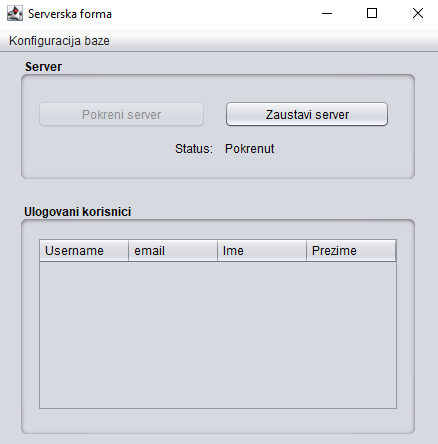 Serverska forma
Konfiguracija baze
Server
Pokreni server Zaustavi server
Status: Pokrenut
Ulogovani korisnici
Username email Ime Prezime